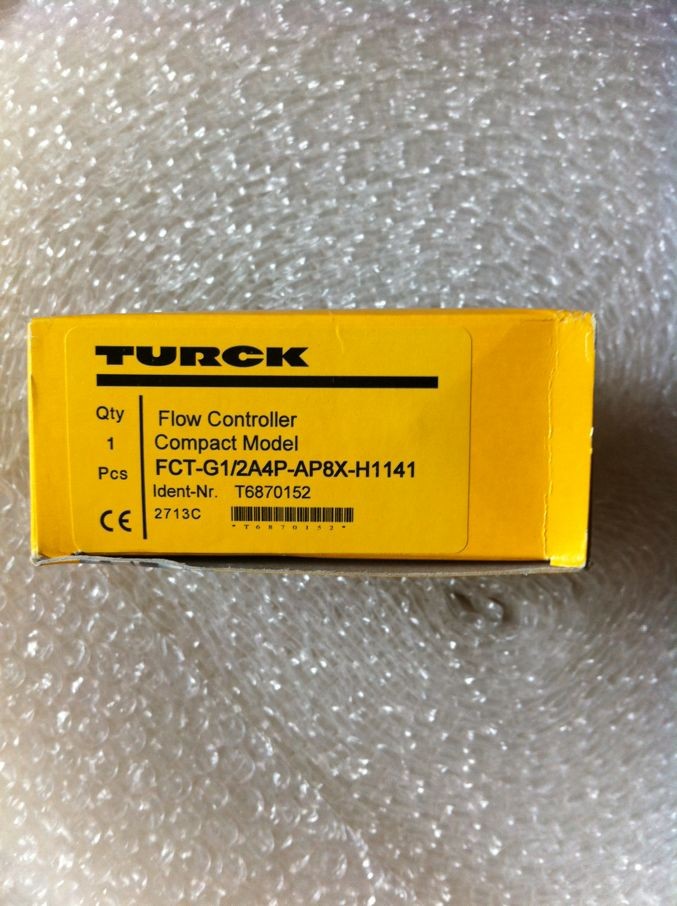 TURCK
Qty
1
Pcs
Flow Controller
Compact Model
FCT-G1/2A4P-AP8X-H1141
Ident-Nr. T6870152
CE
2713C
*T6870152*